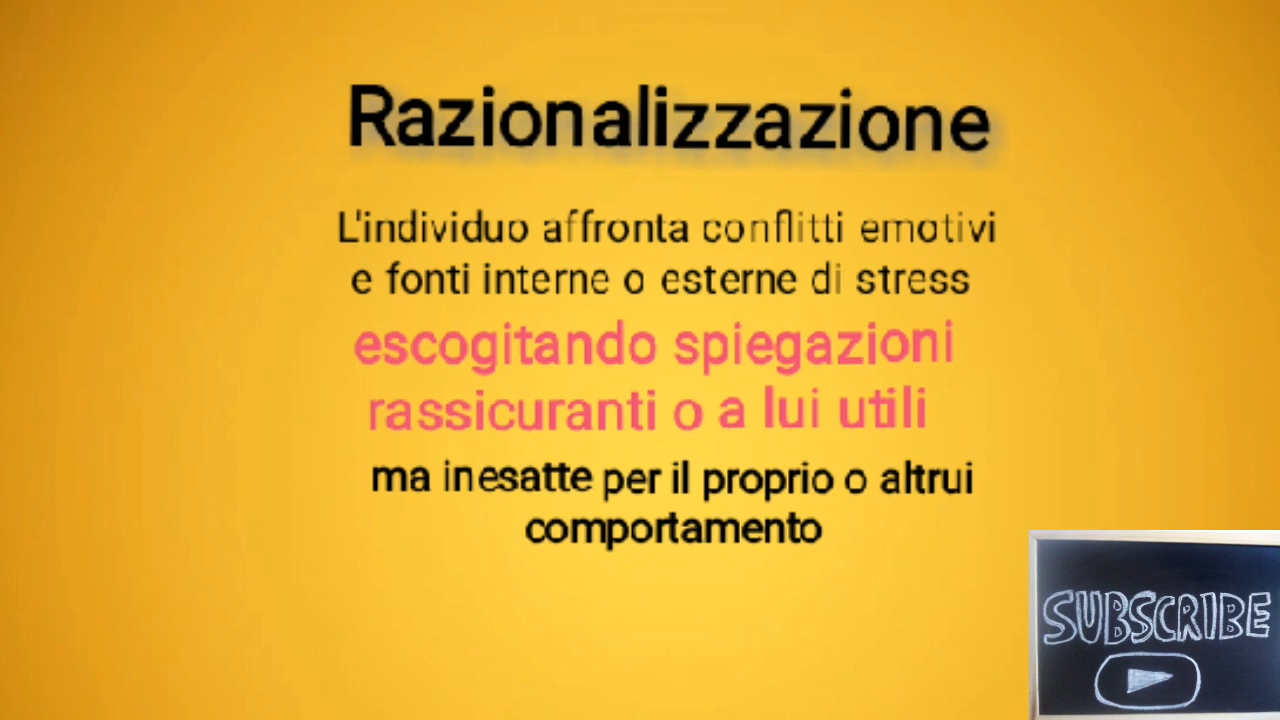 Razionalizzazione
L'individuo affronta conflitti emotivi
e fonti interne o esterne di stress
escogitando spiegazioni
rassicuranti o a lui utili
ma inesatte per il proprio o altrui
comportamento
SUBSCRIBE